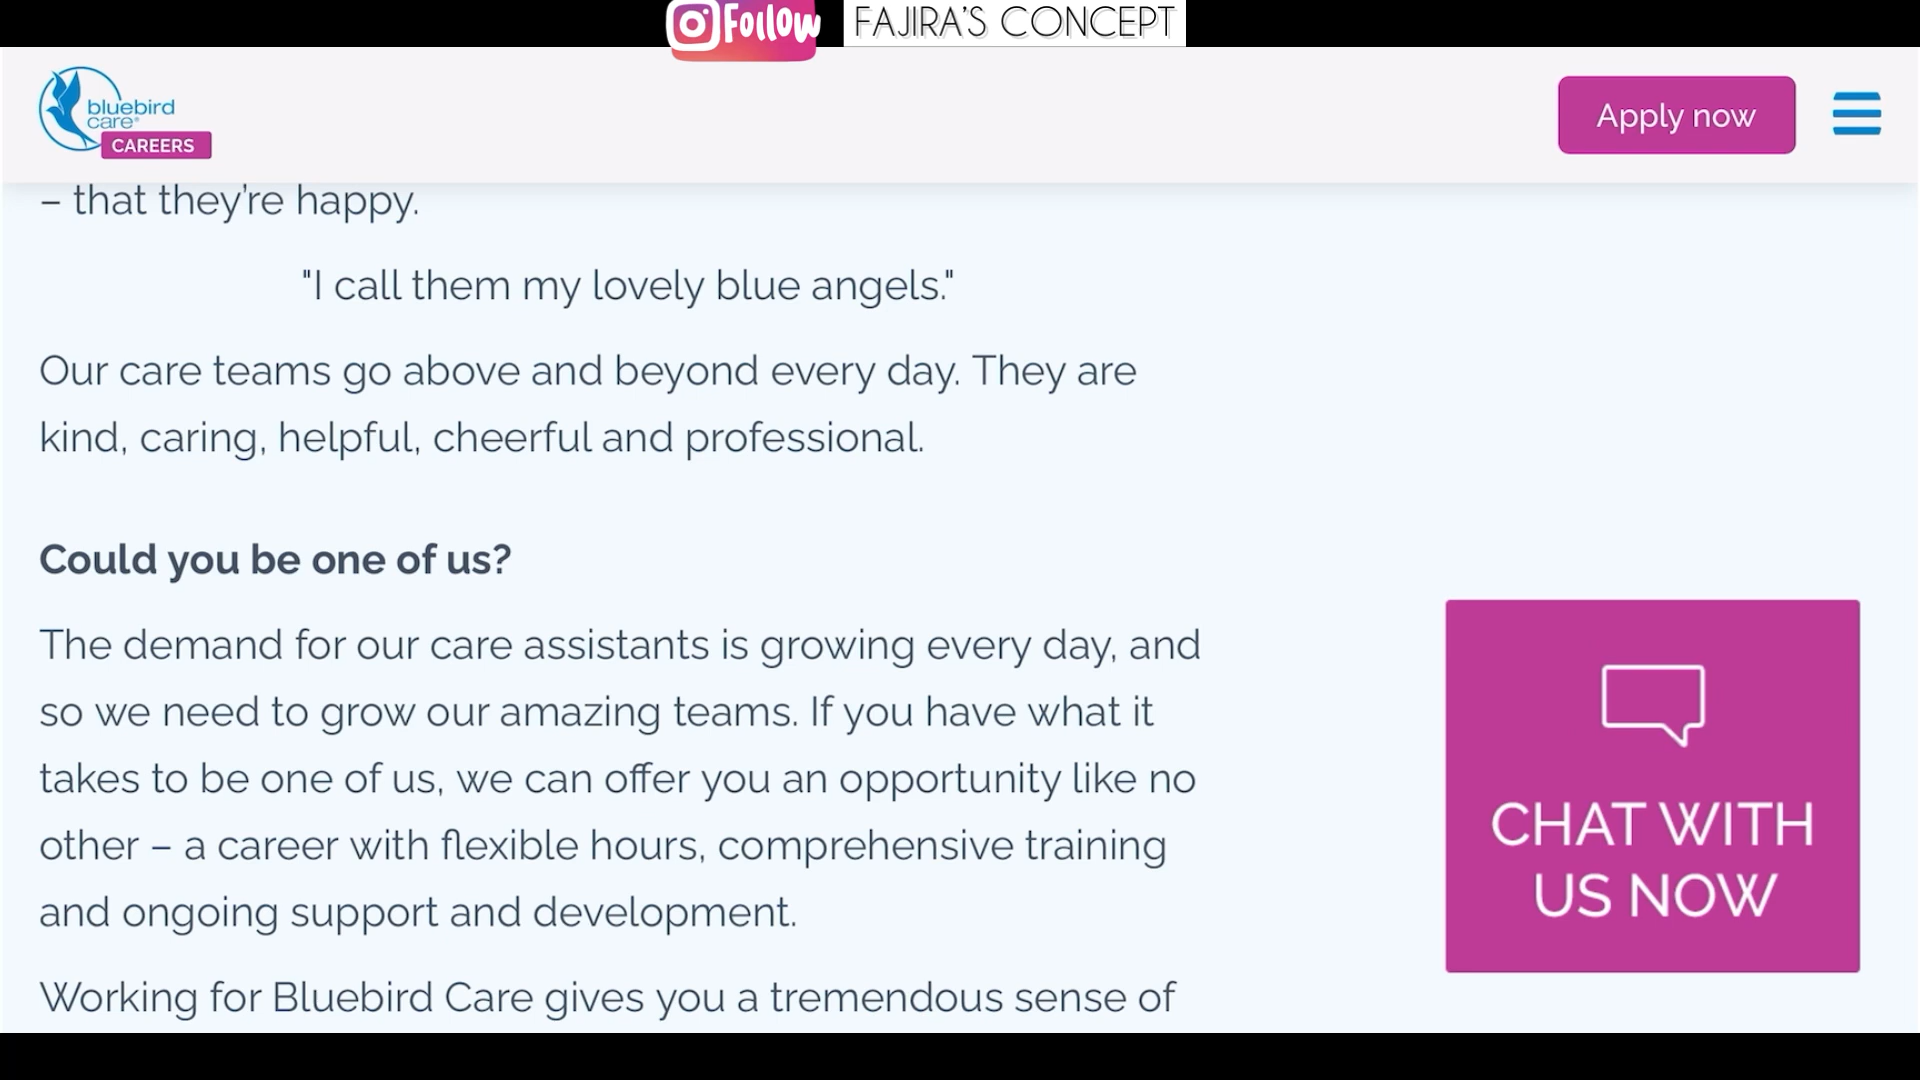 Follow FAJIRA'S CONCEPT
bluebird
care®
CAREERS
Apply now
– that they're happy.
"I call them my lovely blue angels."
Our care teams go above and beyond every day. They are
kind, caring, helpful, cheerful and professional.
Could you be one of us?
The demand for our care assistants is growing every day, and
so we need to grow our amazing teams. If you have what it
takes to be one of us, we can offer you an opportunity like no
other – a career with flexible hours, comprehensive training
and ongoing support and development.
Working for Bluebird Care gives you a tremendous sense of
CHAT WITH
US NOW